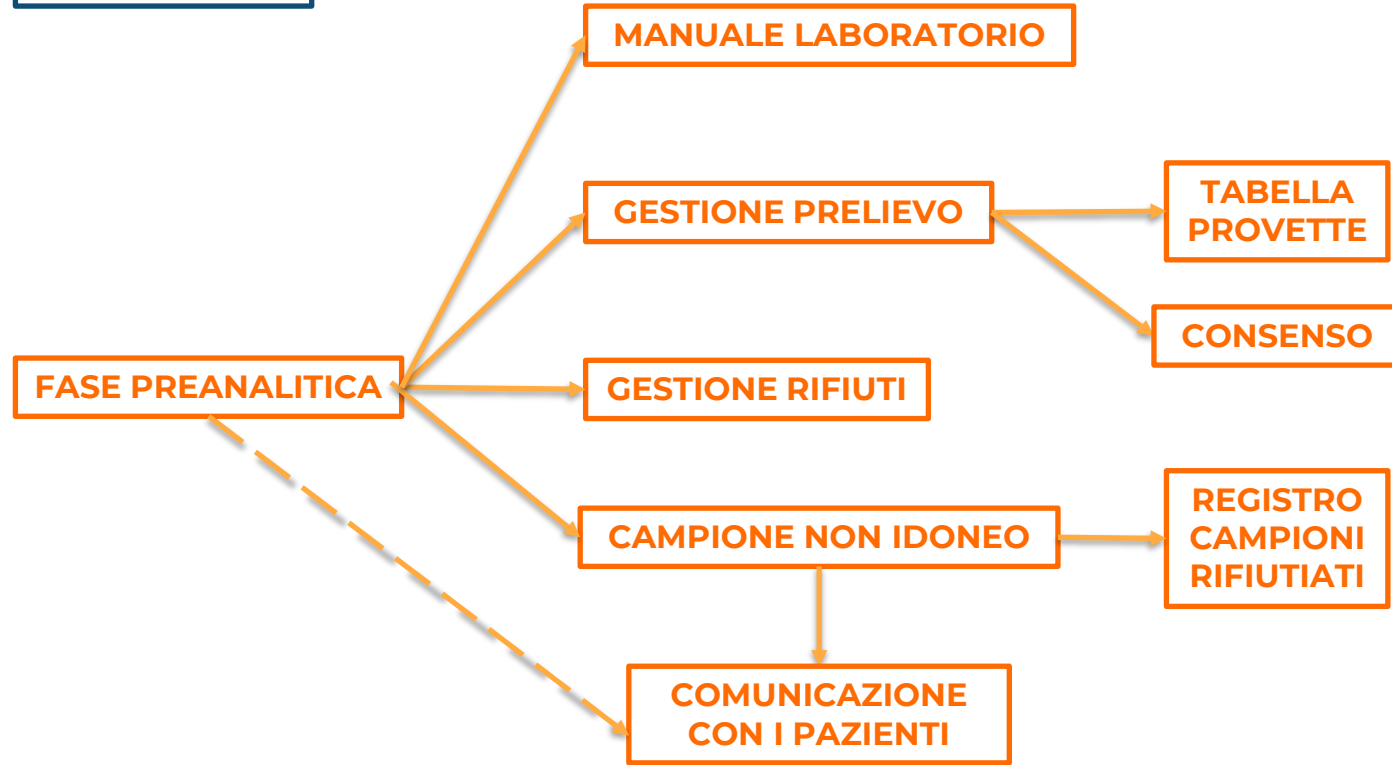 MANUALE LABORATORIO
GESTIONE PRELIEVO
TABELLA
PROVETTE
CONSENSO
FASE PREANALITICA
GESTIONE RIFIUTI
CAMPIONE NON IDONEO
REGISTRO
CAMPIONI
RIFIUTIATI
COMUNICAZIONE
CON I PAZIENTI